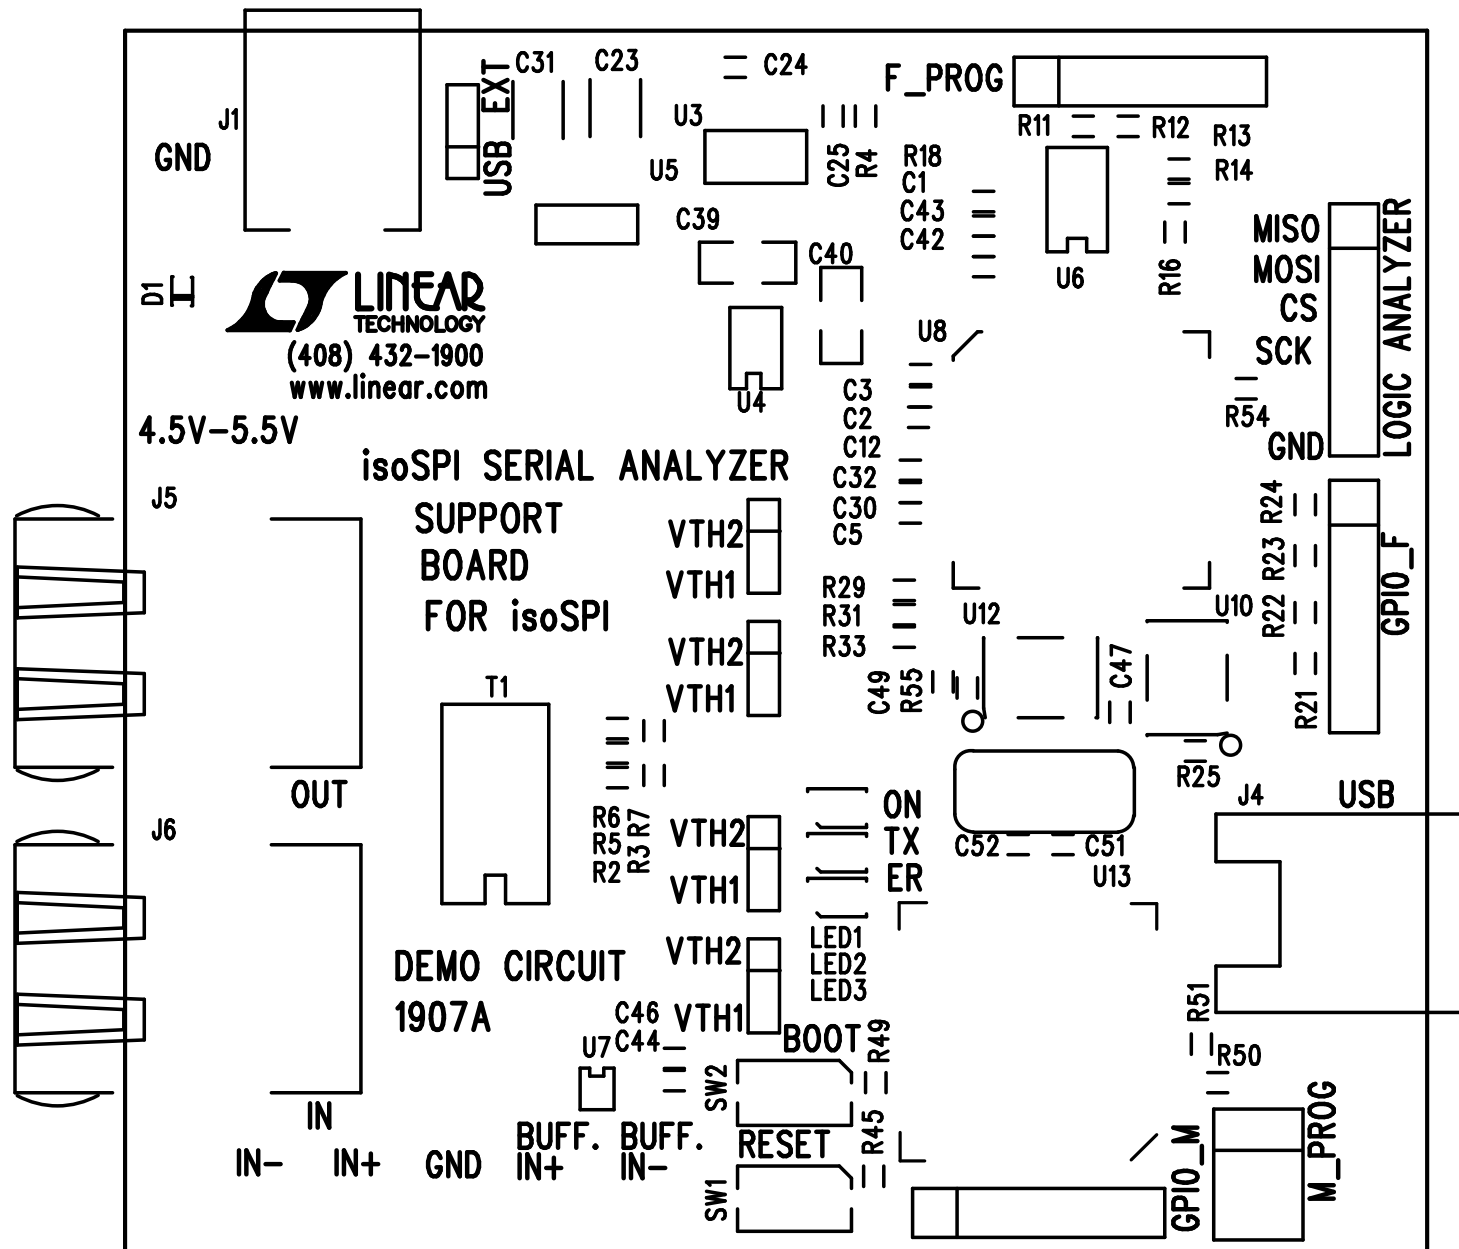 C31
C23
C24
F_PROG
J1
GND
USB EXT
U3
U5
C25
R4
R11
R12
R13
R14
R18
C1
C43
C42
C39
C40
U6
R16
MISO
MOSI
CS
SCK
GND
LOGIC ANALYZER
D1
LINEAR
TECHNOLOGY
(408) 432-1900
www.linear.com
4.5V-5.5V
U4
U8
C3
C2
C12
C32
C30
C5
R54
isoSPI SERIAL ANALYZER
SUPPORT
BOARD
FOR isoSPI
J5
VTH2
VTH1
VTH2
VTH1
R29
R31
R33
U12
U10
R24
R23
R22
R21
GPIO_F
C49
R55
C47
T1
R25
OUT
J6
R6
R5
R2
R7
R3
VTH2
VTH1
ON
TX
ER
C52
C51
U13
J4
USB
LED1
LED2
LED3
DEMO CIRCUIT
1907A
VTH2
VTH1
C46
C44
U7
BOOT
SW2
R49
R51
R50
IN
IN-
IN+
GND
BUFF.
IN+
BUFF.
IN-
RESET
SW1
R45
GPIO_M
M_PROG